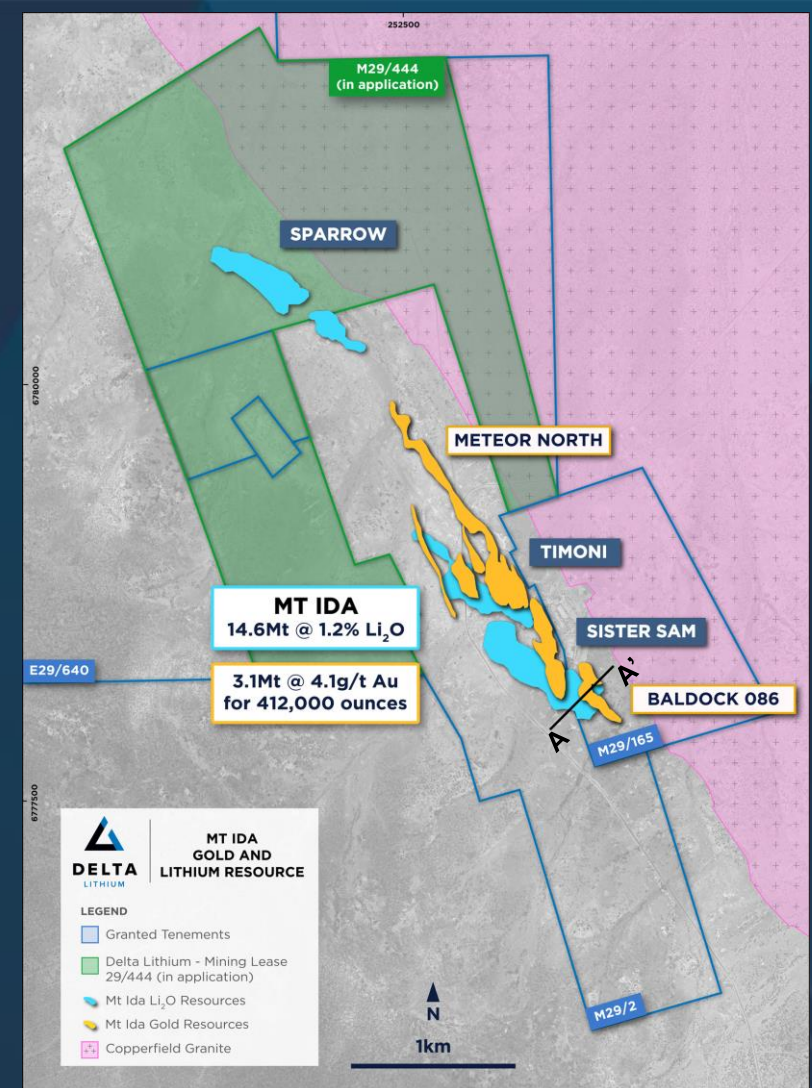 252500
M29/444
(in application)
SPARROW
6780000
METEOR NORTH
TIMONI
MT IDA
14.6Mt @ 1.2% Li₂O
SISTER SAM
E29/640
3.1Mt @ 4.1g/t Au
for 412,000 ounces
A'
BALDOCK 086
A
M29/165
6777500
DELTA
LITHIUM
MT IDA
GOLD AND
LITHIUM RESOURCE
LEGEND
Granted Tenements
Delta Lithium - Mining Lease
29/444 (in application)
Mt Ida Li₂O Resources
Mt Ida Gold Resources
Copperfield Granite
N
1km
M29/2